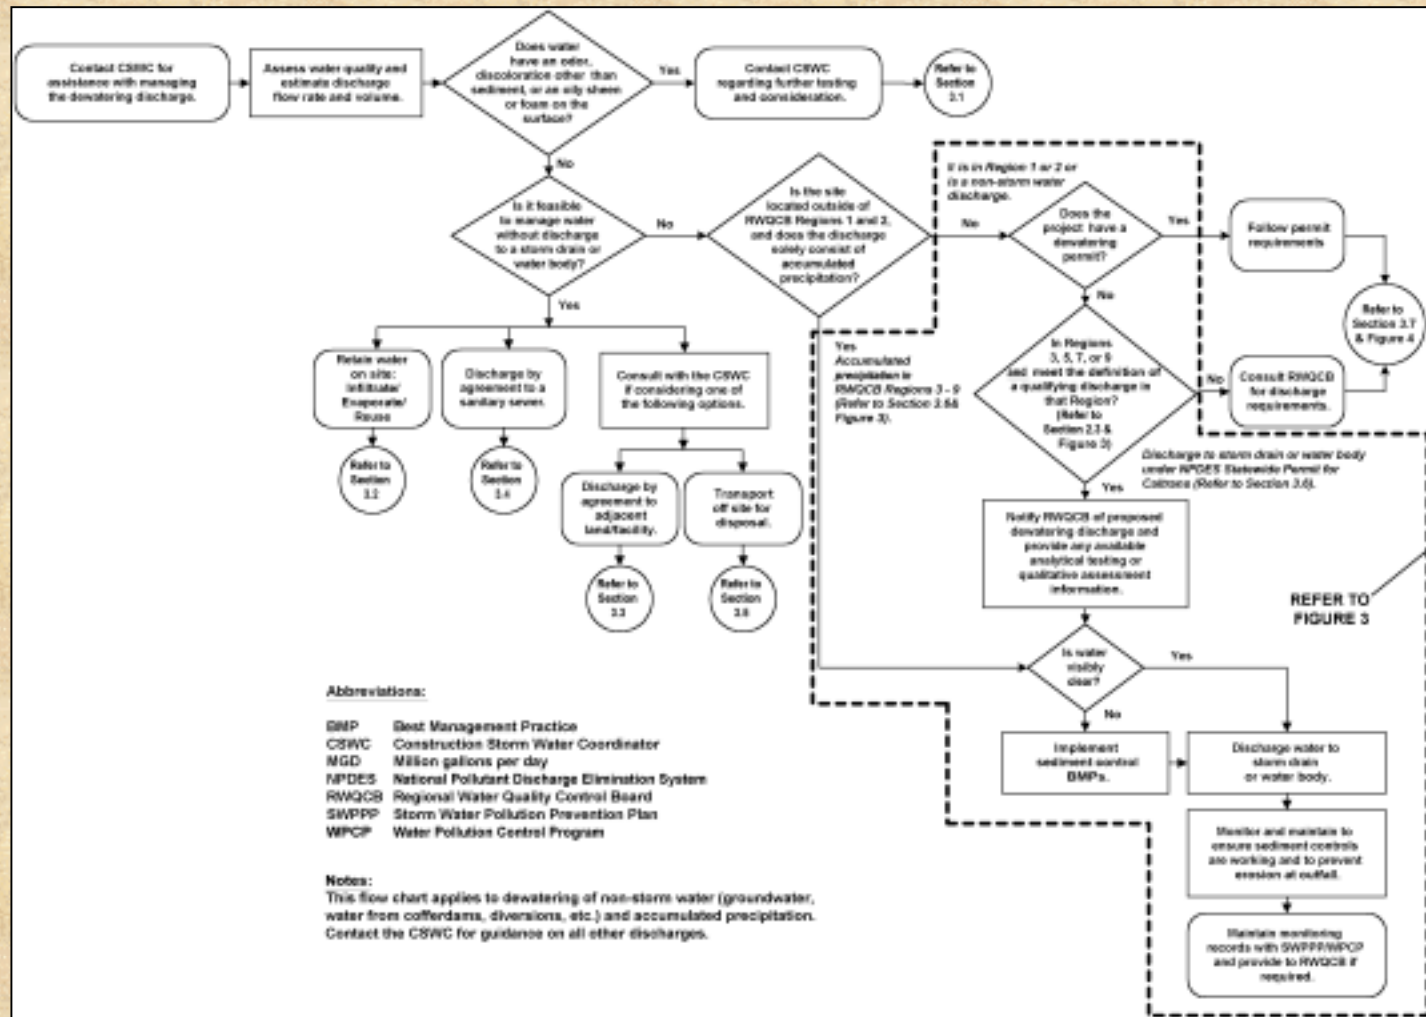 Contact CSWC for
assistance with managing
the dewatering discharge.
Assess water quality and
estimate discharge
flow rate and volume.
Does water
have an odor,
discoloration other than
sediment, or an oily sheen
or foam on the
surface?
Yes
Contact CSWC
regarding further testing
and consideration.
Refer to
Section
3.1
No
Is it feasible
to manage water
without discharge
to a storm drain or
water body?
No
Is the site
located outside of
RWQCB Regions 1 and 2,
and does the discharge
solely consist of
accumulated
precipitation?
No
It is in Region 1 or 2 or
is a non-storm water
discharge.
Does the
project have a
dewatering
permit?
Yes
Follow permit
requirements
Refer to
Section 3.7
& Figure 4
No
In Regions
3, 5, 7, or 9
and meet the definition of
a qualifying discharge in
that Region?
(Refer to
Section 2.3 &
Figure 3)
No
Consult RWQCB
for discharge
requirements.
Yes
Retain water
on site:
Infiltrate/
Evaporate/
Reuse
Refer to
Section
3.2
Discharge by
agreement to a
sanitary sewer.
Refer to
Section
3.4
Consult with the CSWC
if considering one of
the following options.
Discharge by
agreement to
adjacent
land/facility.
Refer to
Section
3.3
Transport
off site for
disposal.
Refer to
Section
3.8
Yes
Accumulated
precipitation in
RWQCB Regions 3 - 9
(Refer to Section 3.6&
Figure 3).
Discharge to storm drain or water body
under NPDES Statewide Permit for
Caltrans (Refer to Section 3.6).
Yes
Notify RWQCB of proposed
dewatering discharge and
provide any available
analytical testing or
qualitative assessment
information.
REFER TO
FIGURE 3
Is water
visibly
clear?
Yes
No
Implement
sediment control
BMPs.
Discharge water to
storm drain
or water body.
Monitor and maintain to
ensure sediment controls
are working and to prevent
erosion at outfall.
Maintain monitoring
records with SWPPP/WPCP
and provide to RWQCB if
required.
Abbreviations:
BMP Best Management Practice
CSWC Construction Storm Water Coordinator
MGD Million gallons per day
NPDES National Pollutant Discharge Elimination System
RWQCB Regional Water Quality Control Board
SWPPP Storm Water Pollution Prevention Plan
WPCP Water Pollution Control Program
Notes:
This flow chart applies to dewatering of non-storm water (groundwater,
water from cofferdams, diversions, etc.) and accumulated precipitation.
Contact the CSWC for guidance on all other discharges.